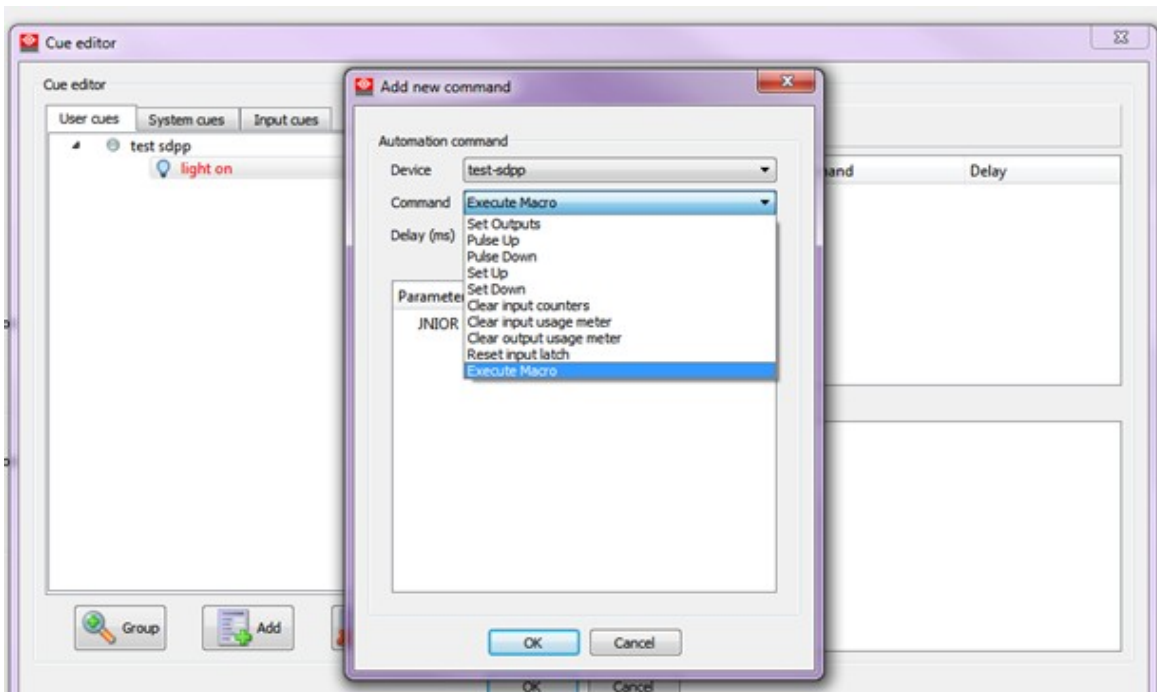 Cue editor
Cue editor
User cues System cues Input cues
test sdpp
light on
Group Add
Add new command
Automation command
Device test-sdpp
Command Execute Macro
Delay (ms)
Set Outputs
Pulse Up
Pulse Down
Set Up
Set Down
Clear input counters
Clear input usage meter
Clear output usage meter
Reset input latch
Execute Macro
JNIOR
OK Cancel
Delay
OK Cancel